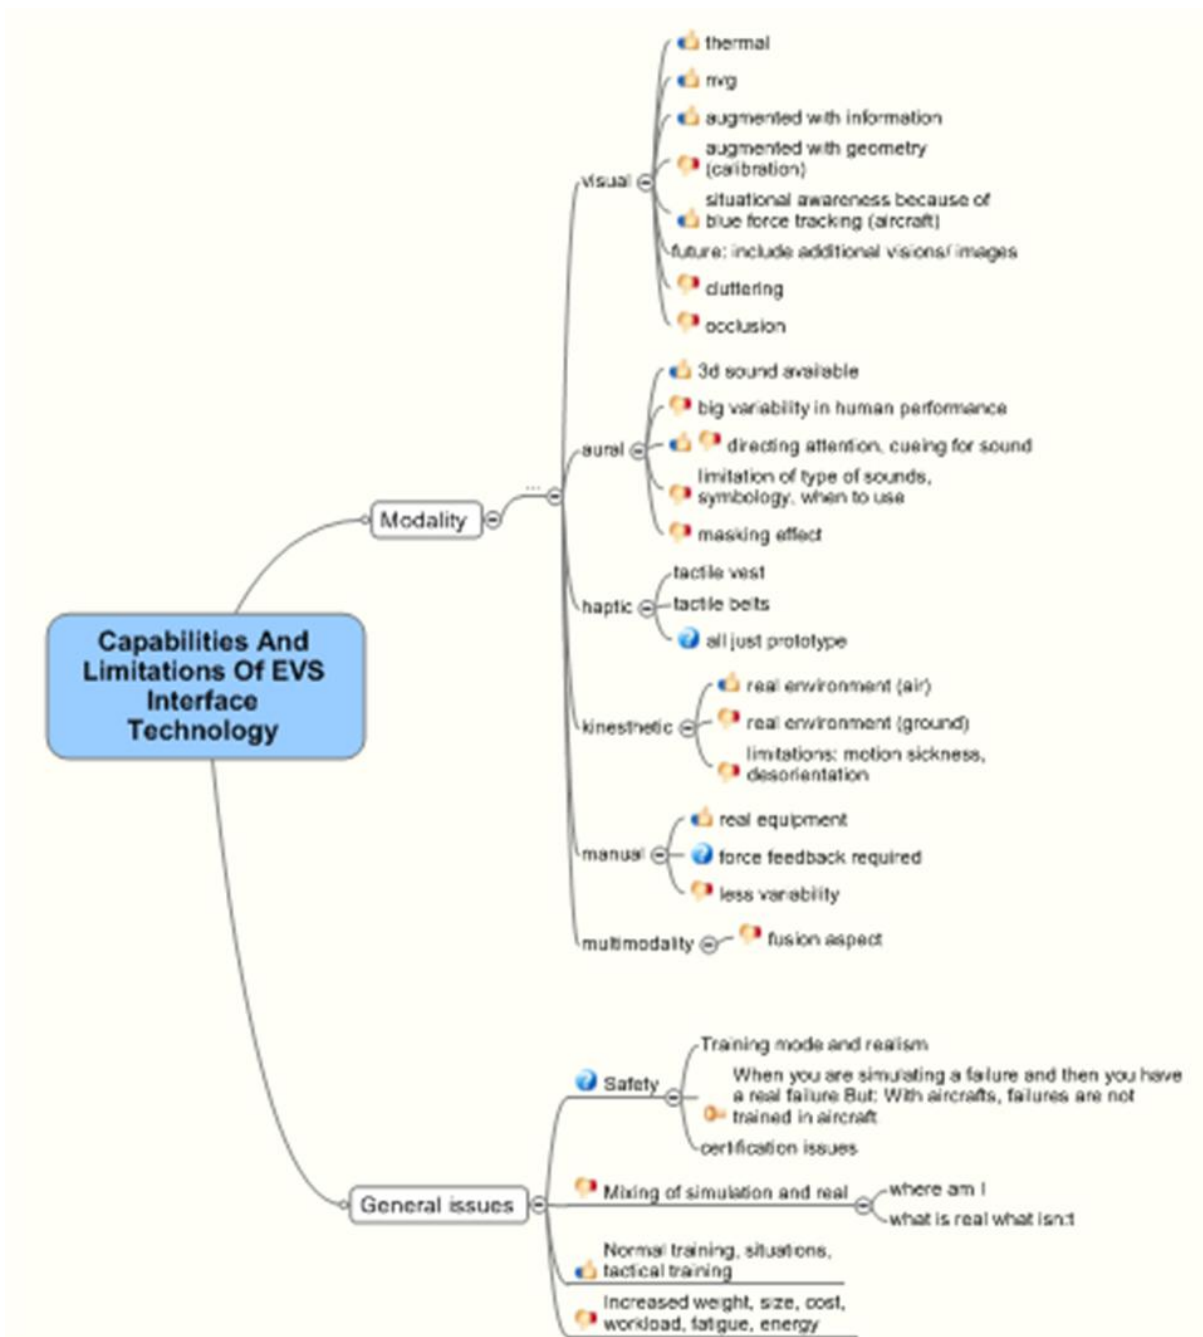 Capabilities And
Limitations Of EVS
Interface
Technology
Modality
...
visual
thermal
nvg
augmented with information
augmented with geometry
(calibration)
situational awareness because of
blue force tracking (aircraft)
future: include additional visions/ images
cluttering
occlusion
aural
3d sound available
big variability in human performance
directing attention, cueing for sound
limitation of type of sounds,
symbology, when to use
masking effect
haptic
tactile vest
tactile belts
all just prototype
kinesthetic
real environment (air)
real environment (ground)
limitations: motion sickness,
desorientation
manual
real equipment
force feedback required
less variability
multimodality
fusion aspect
General issues
Safety
Training mode and realism
When you are simulating a failure and then you have
a real failure But: With aircrafts, failures are not
trained in aircraft
certification issues
Mixing of simulation and real
where am I
what is real what isn:t
Normal training, situations,
tactical training
Increased weight, size, cost,
workload, fatigue, energy